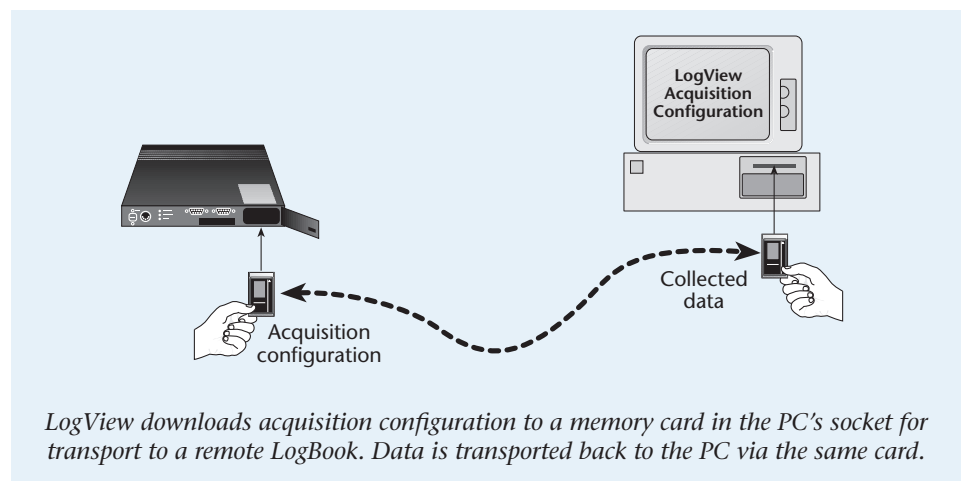 LogView
Acquisition
Configuration
Collected
data
Acquisition
configuration
LogView downloads acquisition configuration to a memory card in the PC's socket for
transport to a remote LogBook. Data is transported back to the PC via the same card.